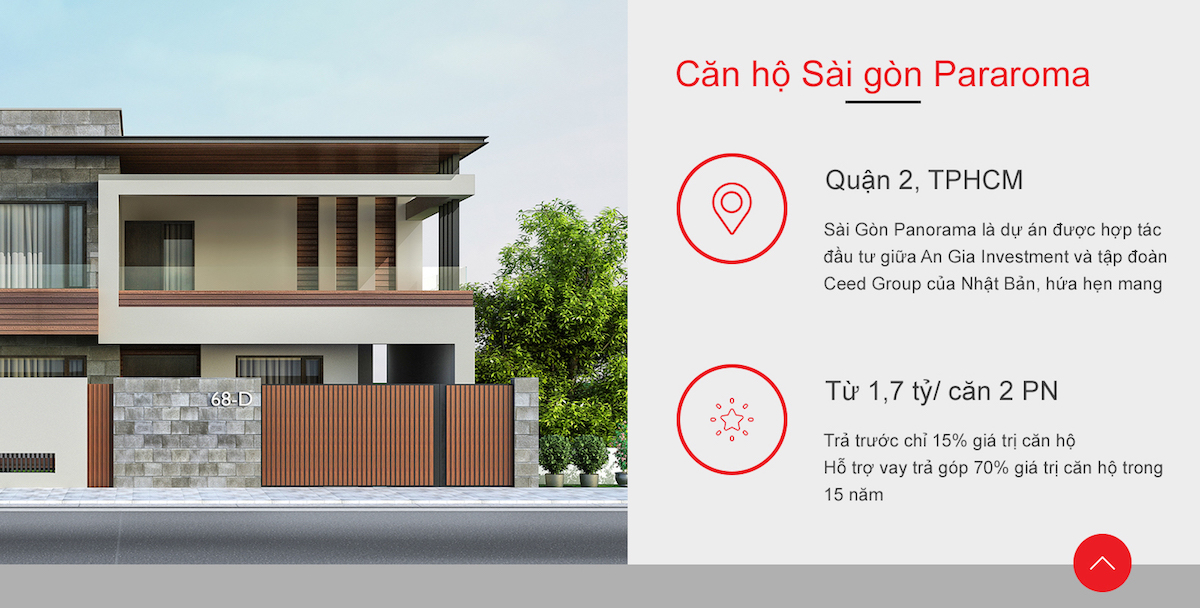 Căn hộ Sài gòn Pararoma
Quận 2, TPHCM
Sài Gòn Panorama là dự án được hợp tác
đầu tư giữa An Gia Investment và tập đoàn
Ceed Group của Nhật Bản, hứa hẹn mang
Từ 1,7 tỷ/ căn 2 PN
Trả trước chỉ 15% giá trị căn hộ
Hỗ trợ vay trả góp 70% giá trị căn hộ trong
15 năm
68-D